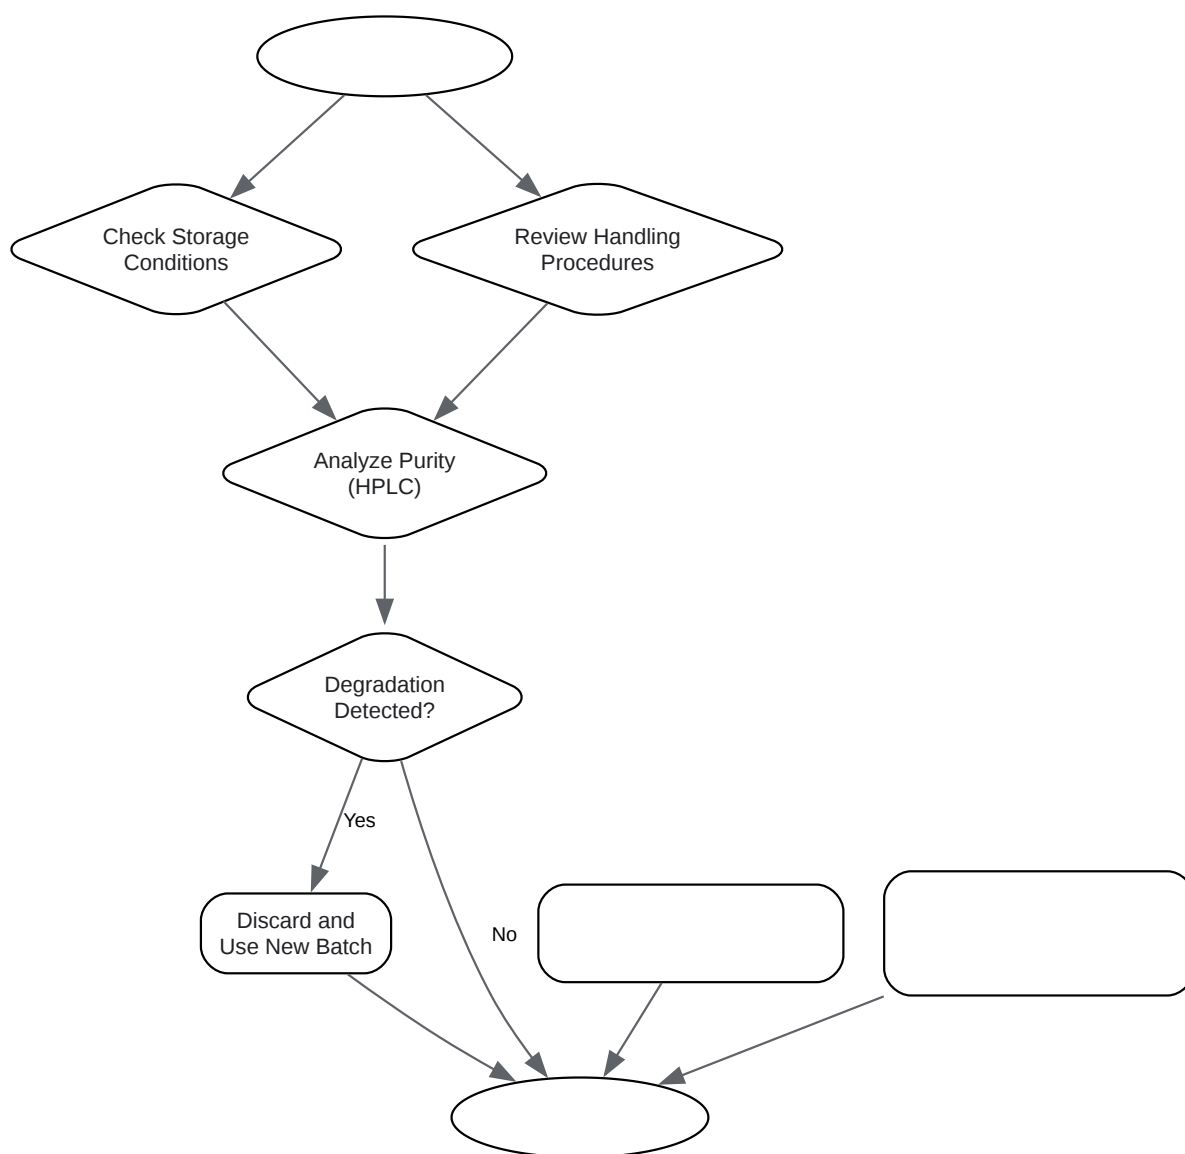 Check Storage
Conditions
Review Handling
Procedures
Analyze Purity
(HPLC)
Degradation
Detected?
Yes
Discard and
Use New Batch
No